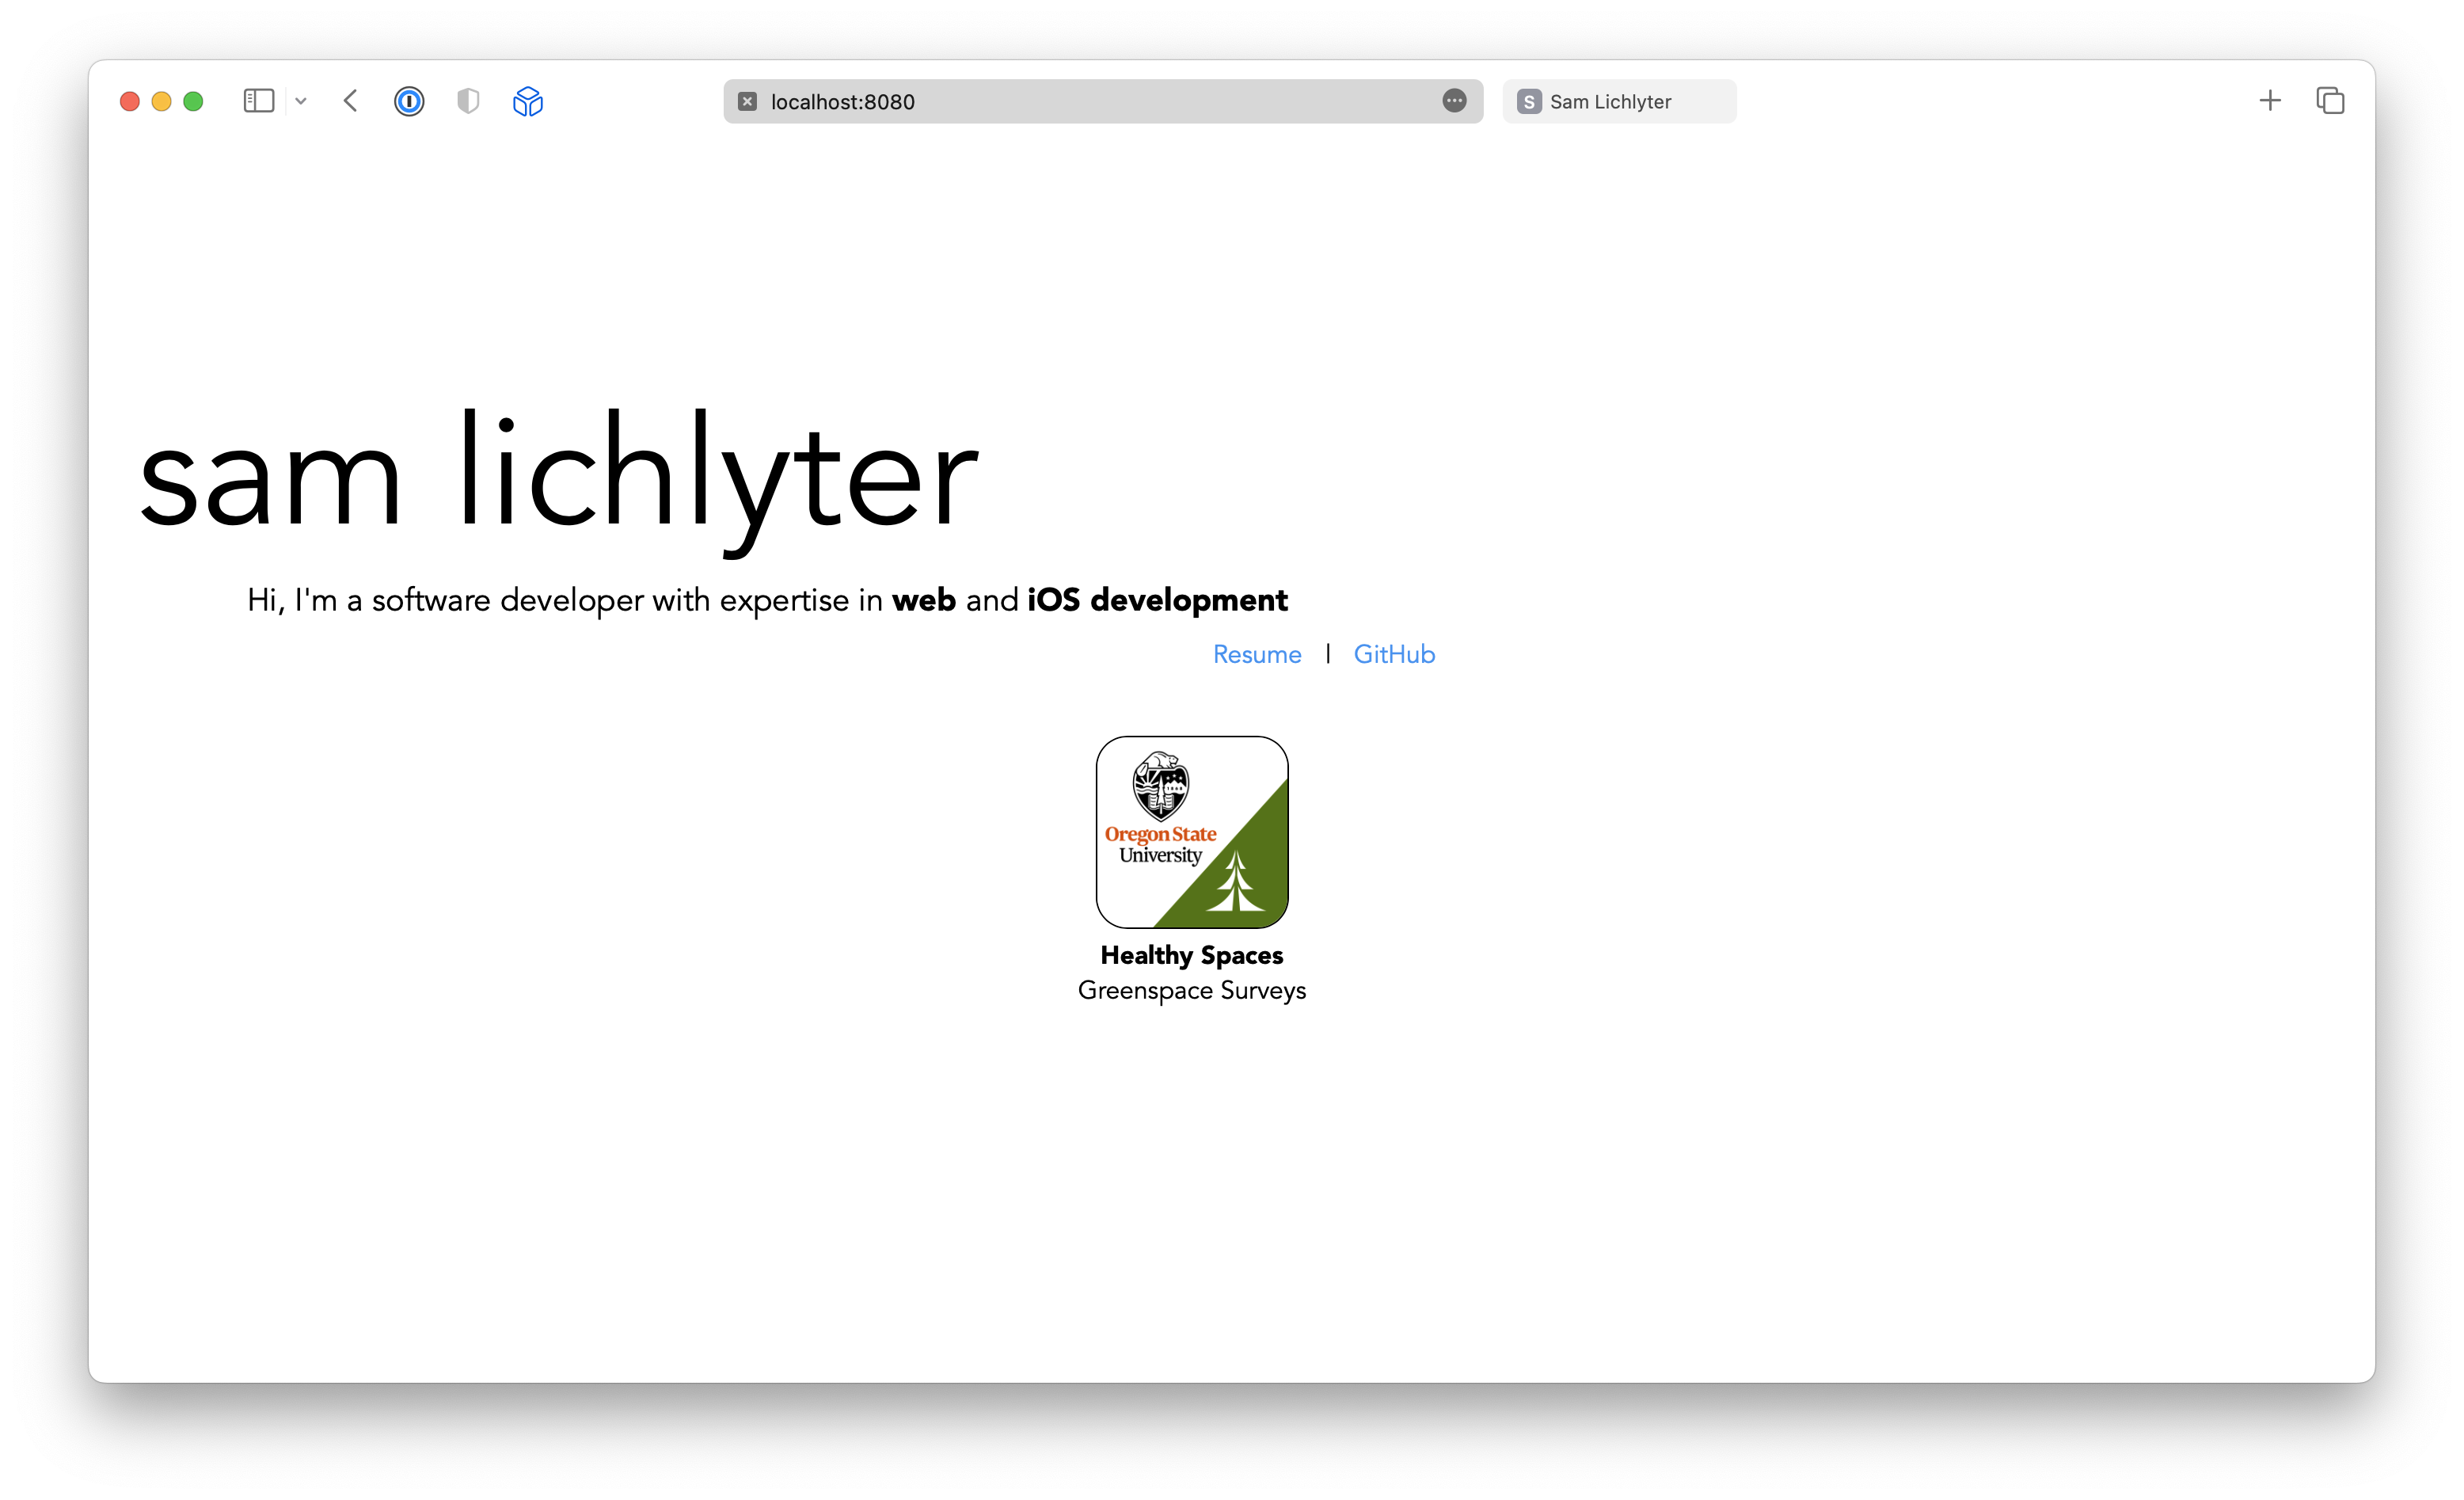 localhost:8080
S Sam Lichlyter
sam lichlyter
Hi, I'm a software developer with expertise in web and iOS development
Resume | GitHub
Oregon State
University
Healthy Spaces
Greenspace Surveys